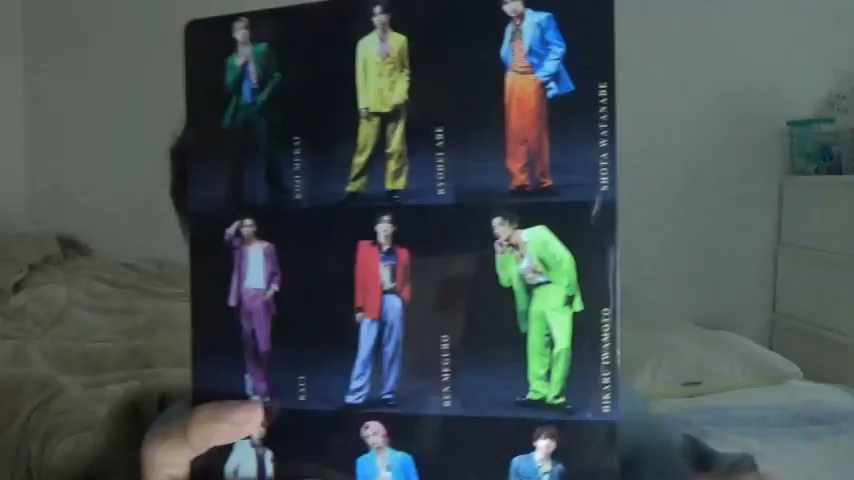 KOJI MUKAI
RYOHEI ABE
SHOTA WATANABE
RAUL
REN MEGURO
HIKARU IWAMOTO